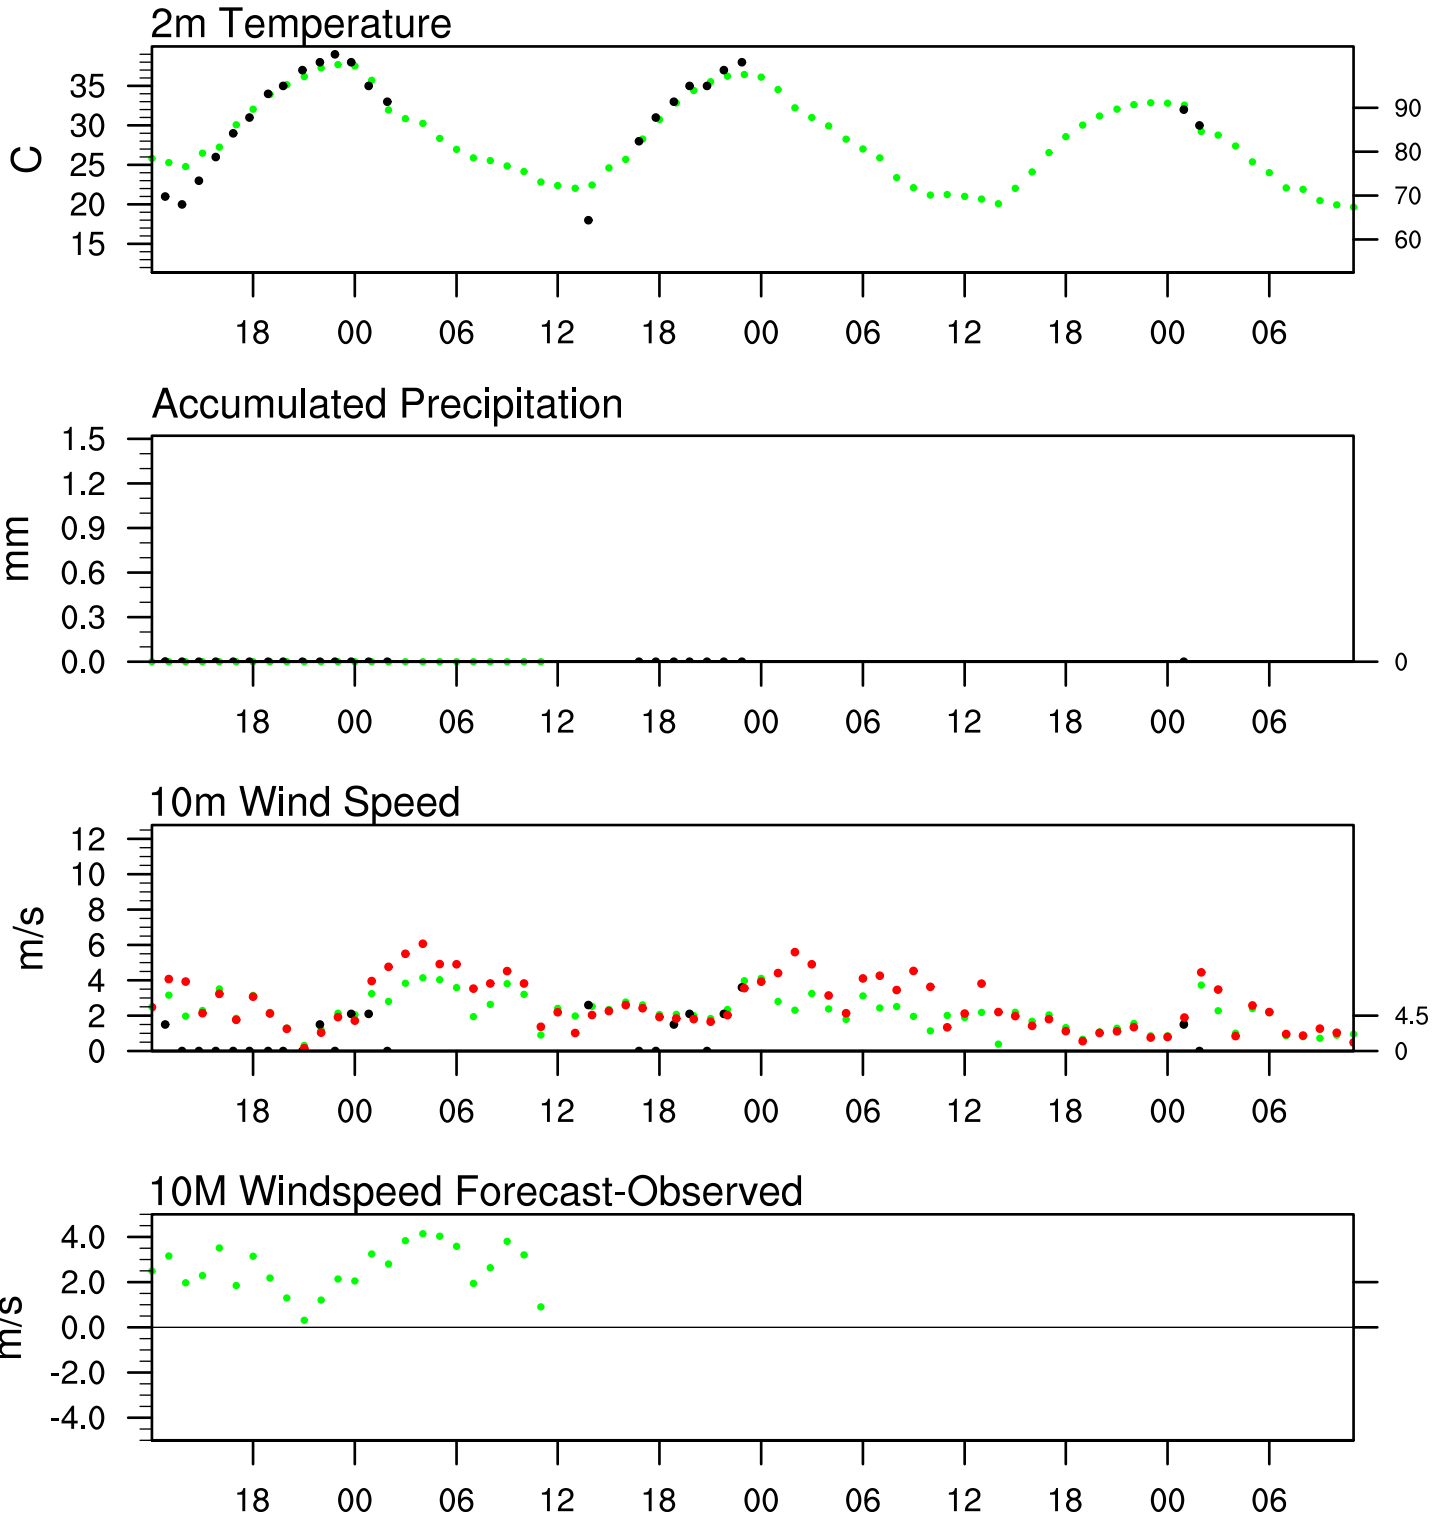 2m Temperature
C
35
30
25
20
15
90
80
70
60
18 00 06 12 18 00 06 12 18 00 06
Accumulated Precipitation
mm
1.5
1.2
0.9
0.6
0.3
0.0
0
18 00 06 12 18 00 06 12 18 00 06
10m Wind Speed
m/s
12
10
8
6
4
2
0
4.5
0
18 00 06 12 18 00 06 12 18 00 06
10M Windspeed Forecast-Observed
m/s
4.0
2.0
0.0
-2.0
-4.0
18 00 06 12 18 00 06 12 18 00 06